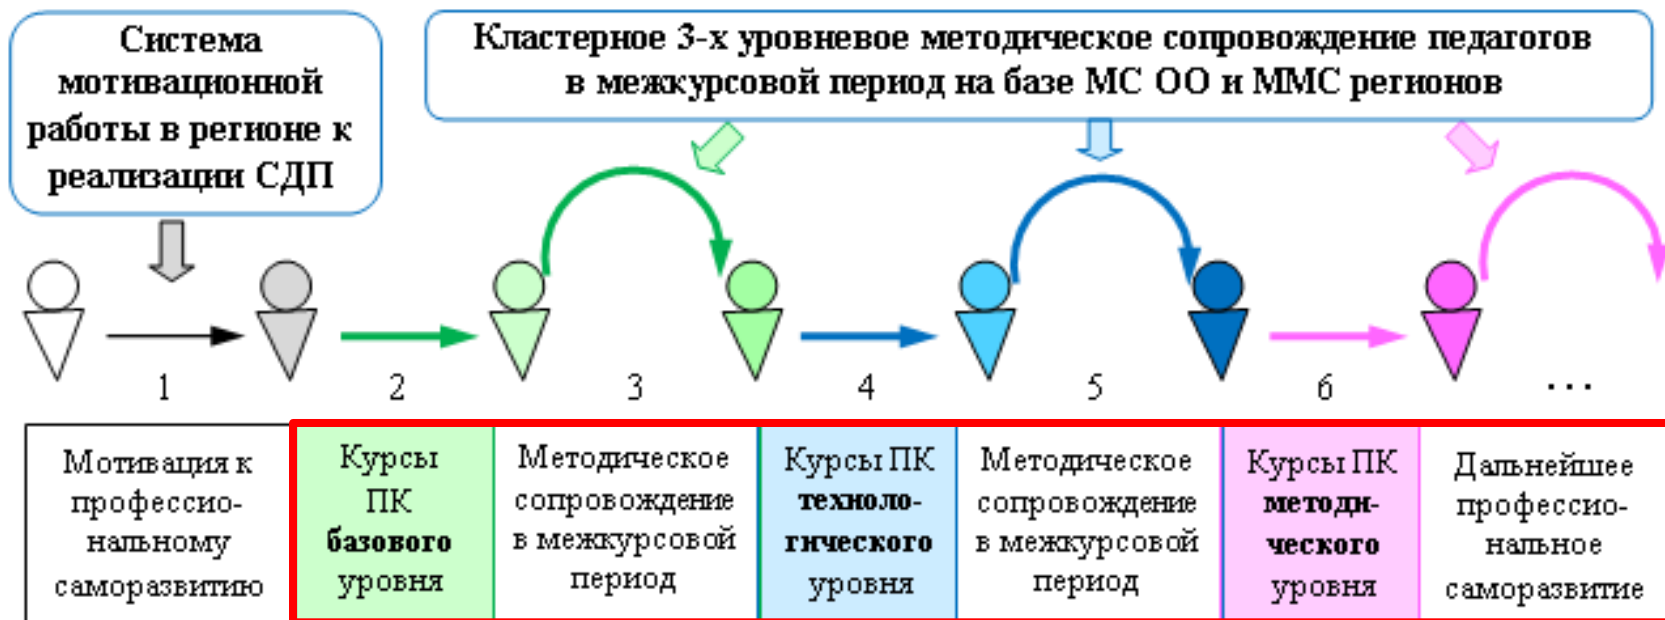 Система
мотивационной
работы в регионе к
реализации СДП
Кластерное 3-х уровневое методическое сопровождение педагогов
в межкурсовой период на базе МС ОО и ММС регионов
1
2
3
4
5
6
...
Мотивация к
профессио-
нальному
саморазвитию
Курсы
ПК
базового
уровня
Методическое
сопровождение
в межкурсовой
период
Курсы ПК
техноло-
гического
уровня
Методическое
сопровождение
в межкурсовой
период
Курсы ПК
методи-
ческого
уровня
Дальнейшее
профессио-
нальное
саморазвитие